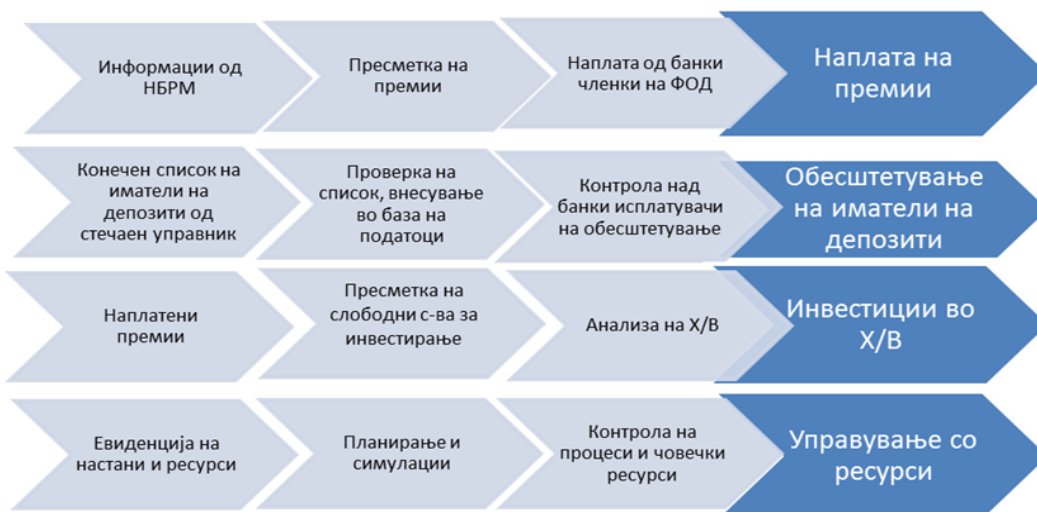 Информации од
НБРМ
Пресметка на
премии
Наплата од банки
членки на ФОД
Наплата на
премии
Конечен список на
иматели на
депозити од
стечаен управник
Проверка на
список, внесување
во база на
податоци
Контрола над
банки исплатувачи
на обесштетување
Обесштетување
на иматели на
депозити
Наплатени
премии
Пресметка на
слободни с-ва за
инвестирање
Анализа на Х/В
Инвестиции во
Х/В
Евиденција на
настани и ресурси
Планирање и
симулации
Контрола на
процеси и човечки
ресурси
Управување со
ресурси